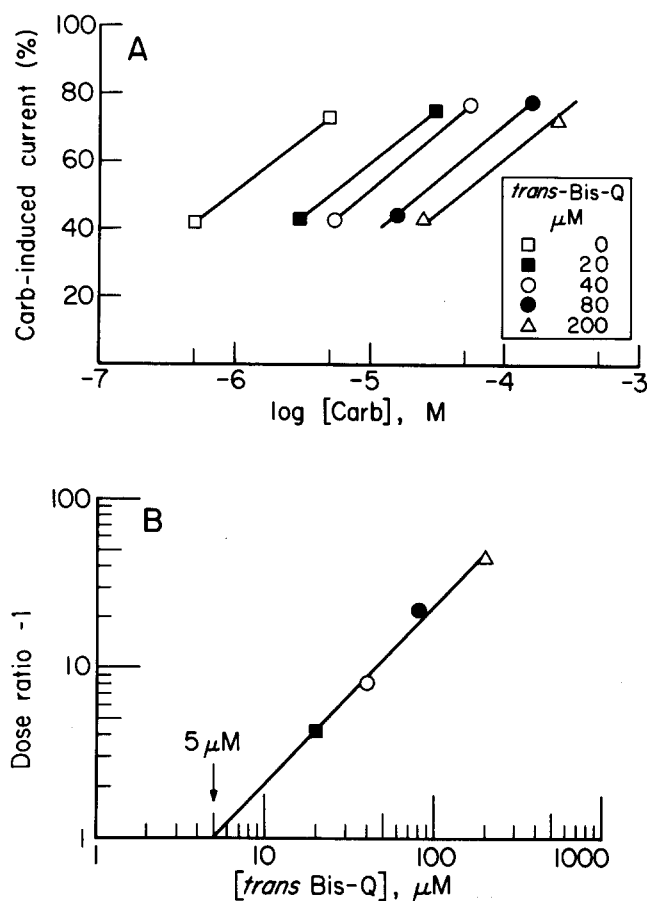 A
Carb-induced current (%)
100
80
60
40
20
-7
-6
-5
-4
-3
log [Carb], M
trans-Bis-Q
μM
0
20
40
80
200
B
Dose ratio -1
100
10
1
5 μM
1
10
100
1000
[trans Bis-Q], μM